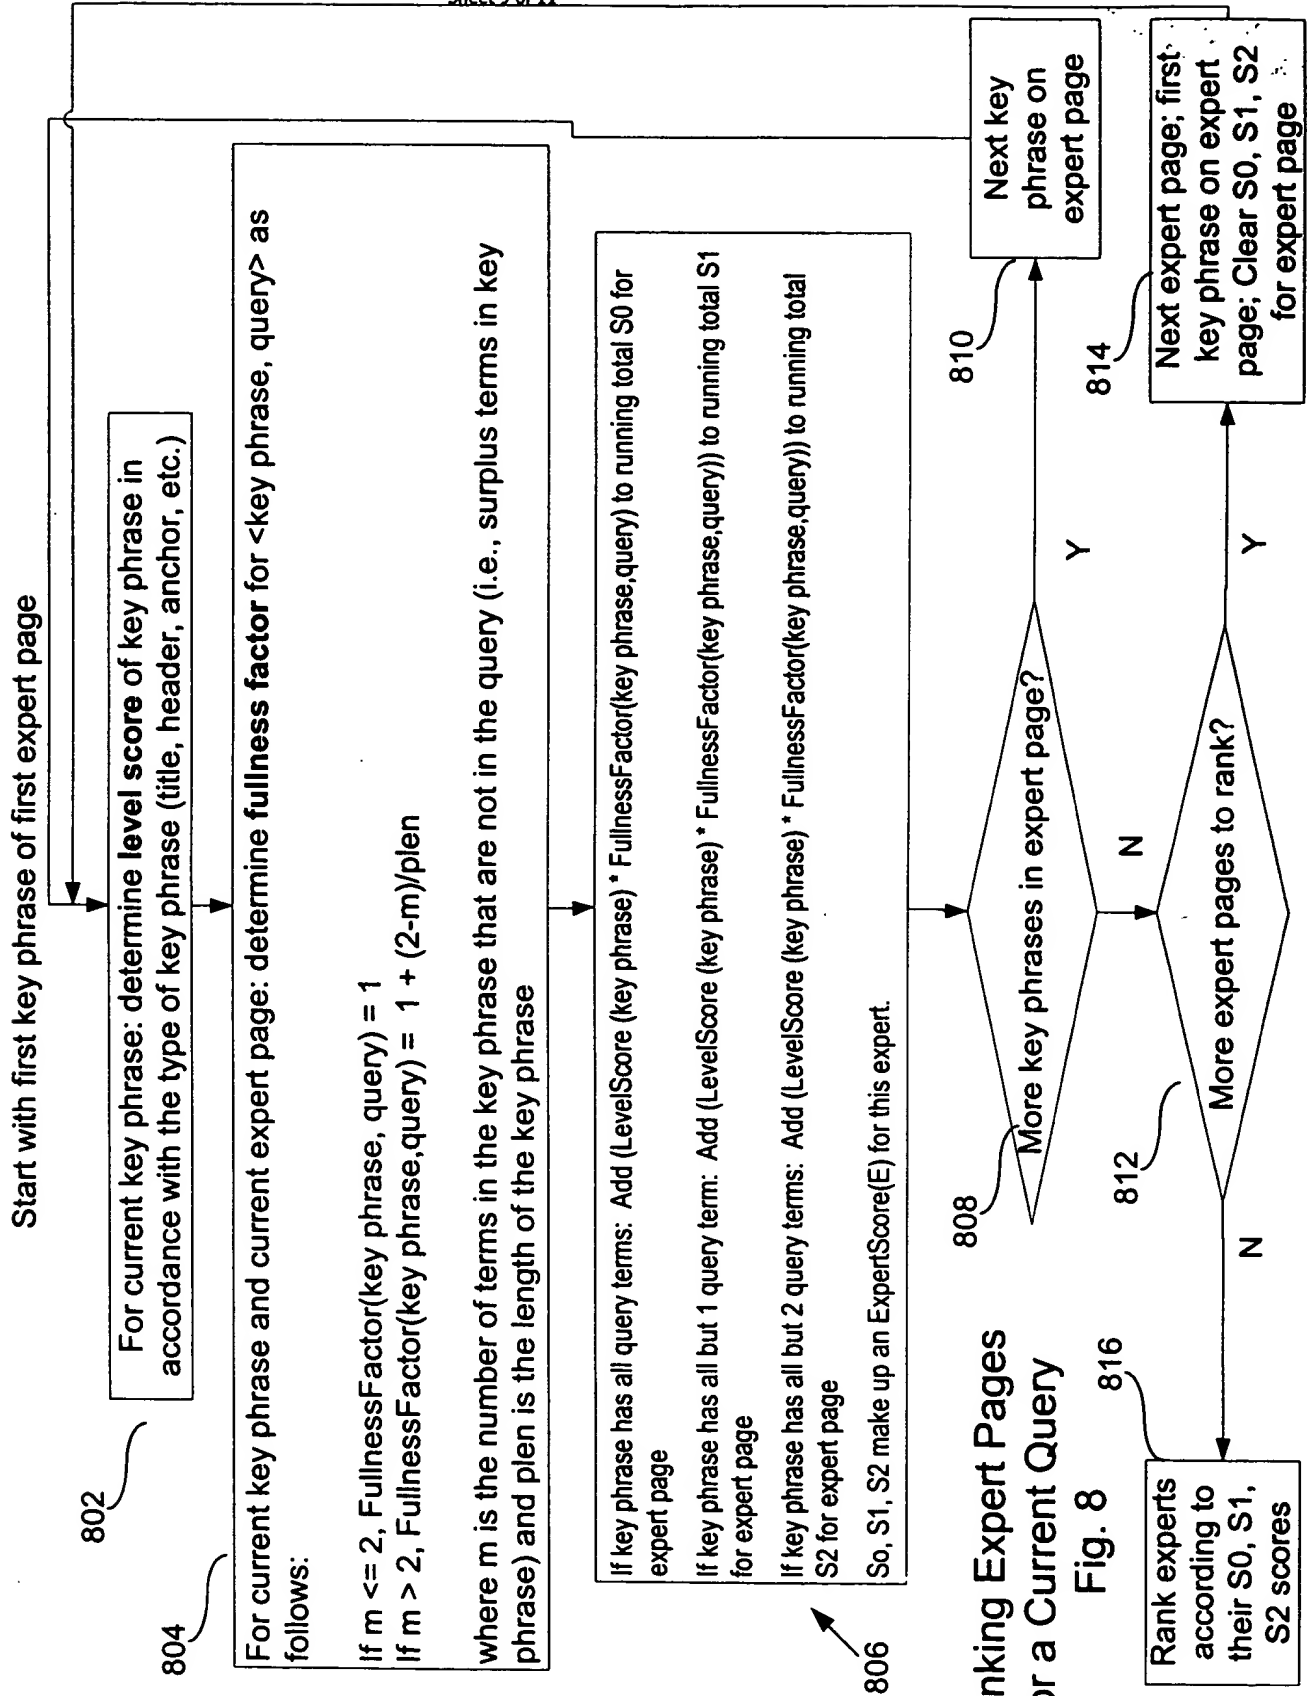 Start with first key phrase of first expert page
802
For current key phrase: determine level score of key phrase in
accordance with the type of key phrase (title, header, anchor, etc.)
804
For current key phrase and current expert page: determine fullness factor for <key phrase, query> as
follows:
If m <= 2, FullnessFactor(key phrase, query) = 1
If m > 2, FullnessFactor(key phrase,query) = 1 + (2-m)/plen
where m is the number of terms in the key phrase that are not in the query (i.e., surplus terms in key
phrase) and plen is the length of the key phrase
806
If key phrase has all query terms: Add (LevelScore (key phrase) * FullnessFactor(key phrase,query) to running total S0 for
expert page
If key phrase has all but 1 query term: Add (LevelScore (key phrase) * FullnessFactor(key phrase,query)) to running total S1
for expert page
If key phrase has all but 2 query terms: Add (LevelScore (key phrase) * FullnessFactor(key phrase,query)) to running total
S2 for expert page
So, S1, S2 make up an ExpertScore(E) for this expert.
808
More key phrases in expert page?
Y
N
810
Next key
phrase on
expert page
812
More expert pages to rank?
Y
N
814
Next expert page; first
key phrase on expert
page; Clear S0, S1, S2
for expert page
816
Rank experts
according to
their S0, S1,
S2 scores
nking Expert Pages
or a Current Query
Fig. 8